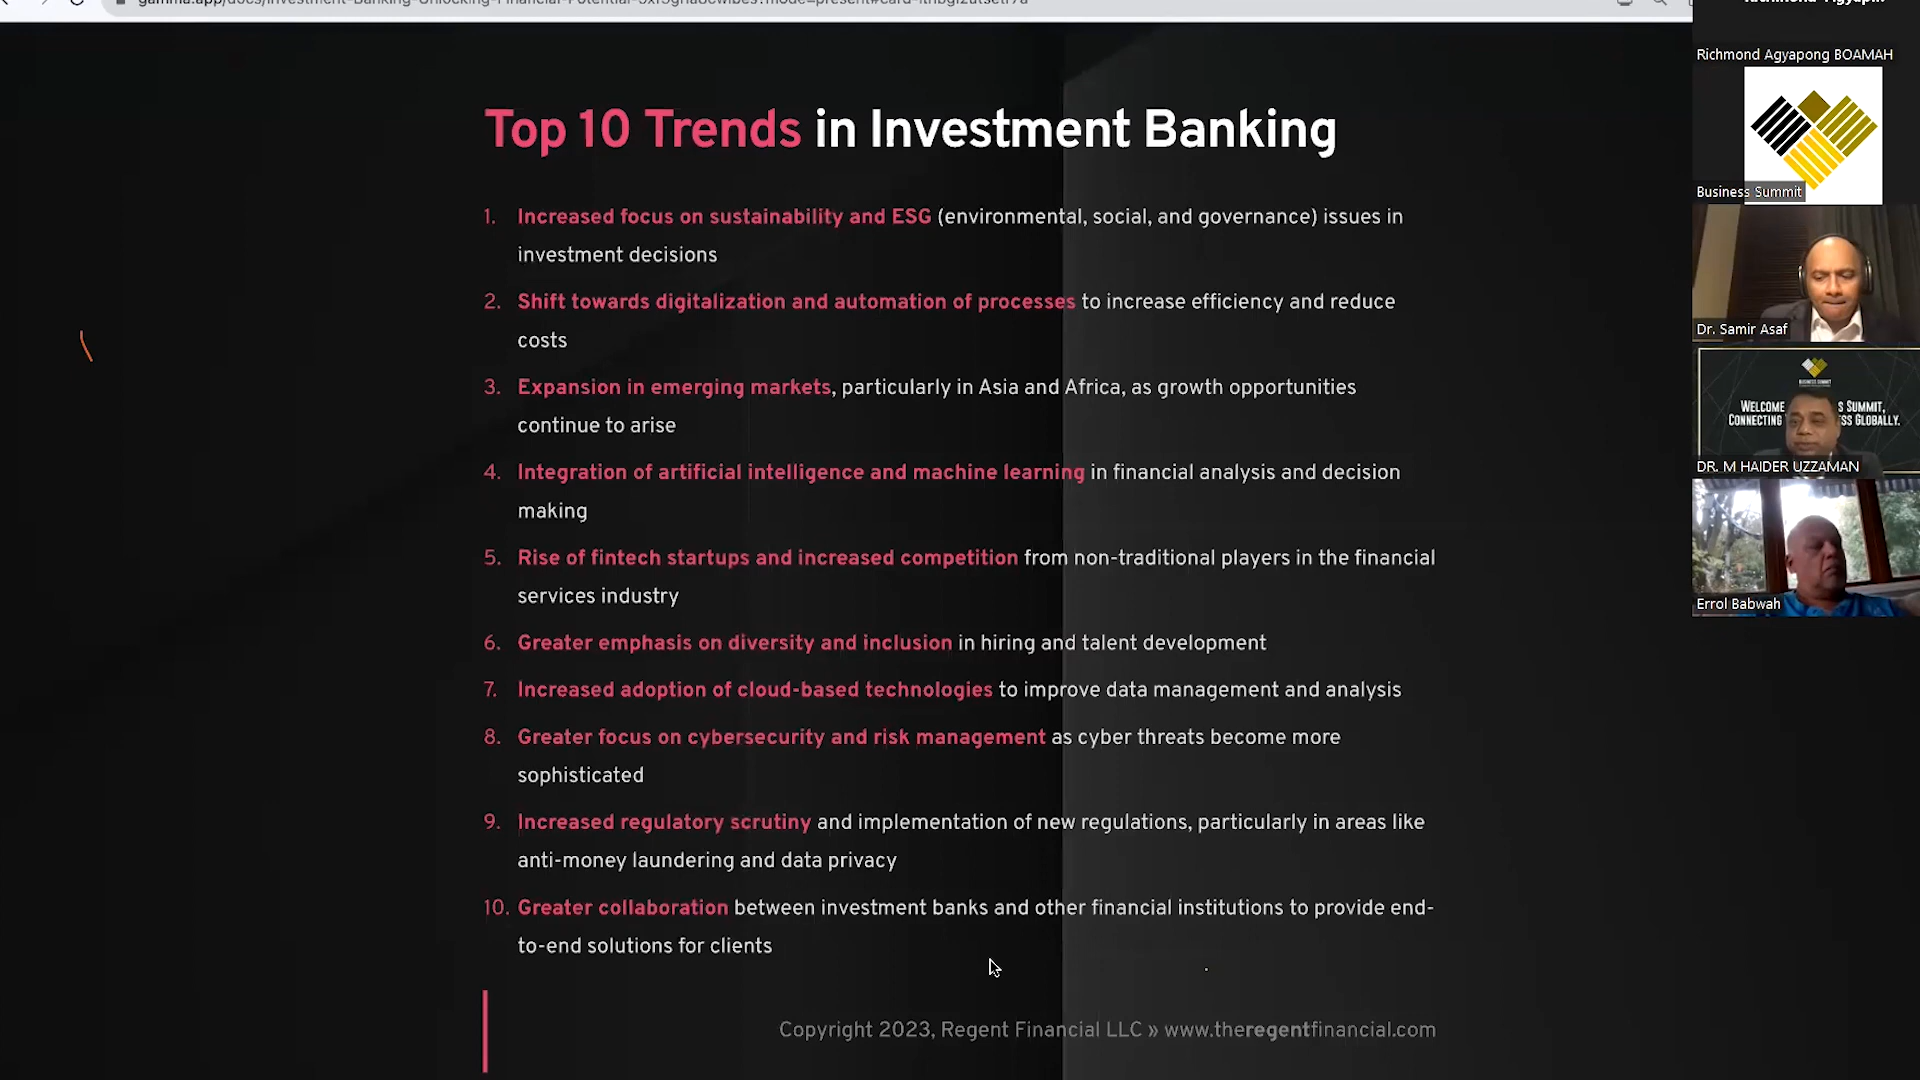 Top 10 Trends in Investment Banking
1. Increased focus on sustainability and ESG (environmental, social, and governance) issues in
investment decisions
2. Shift towards digitalization and automation of processes to increase efficiency and reduce
costs
3. Expansion in emerging markets, particularly in Asia and Africa, as growth opportunities
continue to arise
4. Integration of artificial intelligence and machine learning in financial analysis and decision
making
5. Rise of fintech startups and increased competition from non-traditional players in the financial
services industry
6. Greater emphasis on diversity and inclusion in hiring and talent development
7. Increased adoption of cloud-based technologies to improve data management and analysis
8. Greater focus on cybersecurity and risk management as cyber threats become more
sophisticated
9. Increased regulatory scrutiny and implementation of new regulations, particularly in areas like
anti-money laundering and data privacy
10. Greater collaboration between investment banks and other financial institutions to provide end-
to-end solutions for clients
Copyright 2023, Regent Financial LLC » www.theregentfinancial.com
Richmond Agyapong BOAMAH
Business Summit
Dr. Samir Asaf
BUSINESS SUMMIT
WELCOME S SUMMIT,
CONNECTING SS GLOBALLY.
DR. M HAIDER UZZAMAN
Errol Babwah